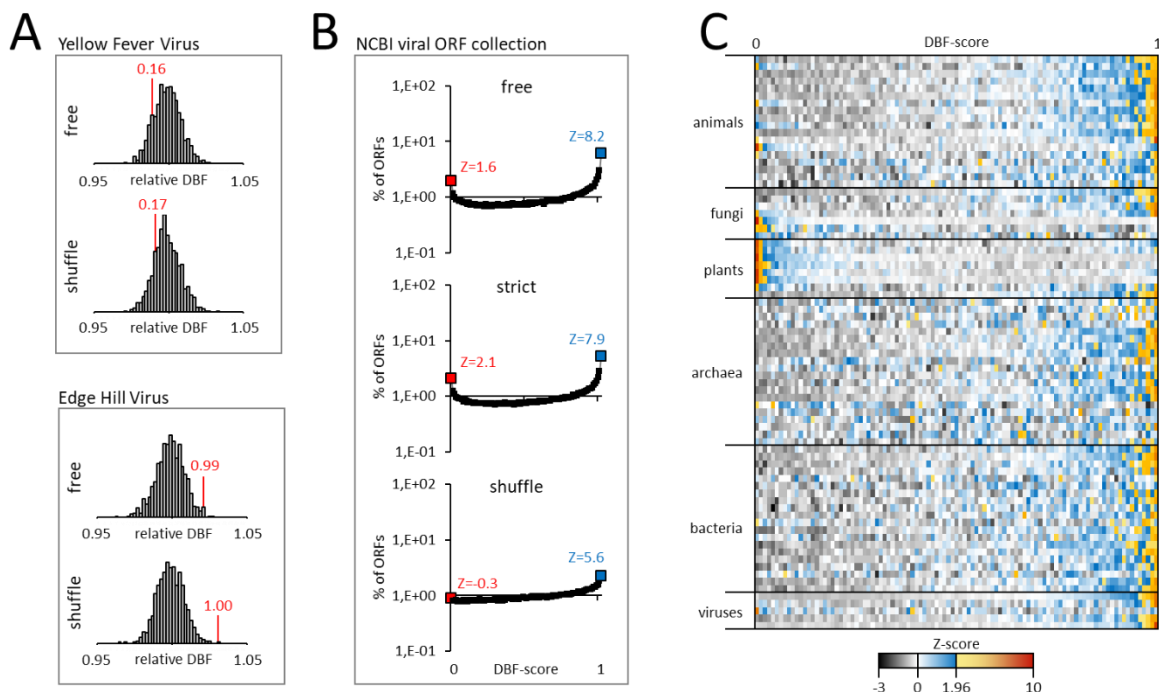 A
Yellow Fever Virus
0.16
free
0.95 relative DBF 1.05
0.17
shuffle
0.95 relative DBF 1.05
Edge Hill Virus
0.99
free
0.95 relative DBF 1.05
1.00
shuffle
0.95 relative DBF 1.05
B
NCBI viral ORF collection
free
1,E+02
1,E+01
1,E+00
1,E-01
% of ORFs
Z=1.6
Z=8.2
strict
1,E+02
1,E+01
1,E+00
1,E-01
% of ORFs
Z=2.1
Z=7.9
shuffle
1,E+02
1,E+01
1,E+00
1,E-01
% of ORFs
Z=-0.3
Z=5.6
0 DBF-score 1
C
0 DBF-score 1
animals
fungi
plants
archaea
bacteria
viruses
Z-score
-3 0 1.96 10